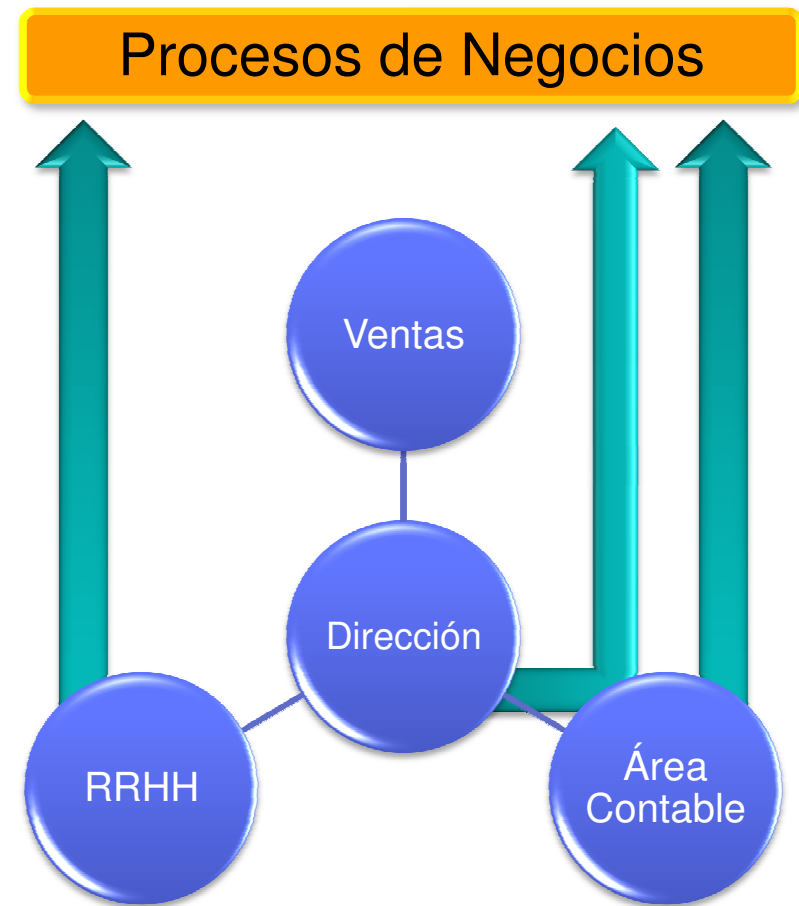 Procesos de Negocios
Ventas
Dirección
RRHH
Área
Contable